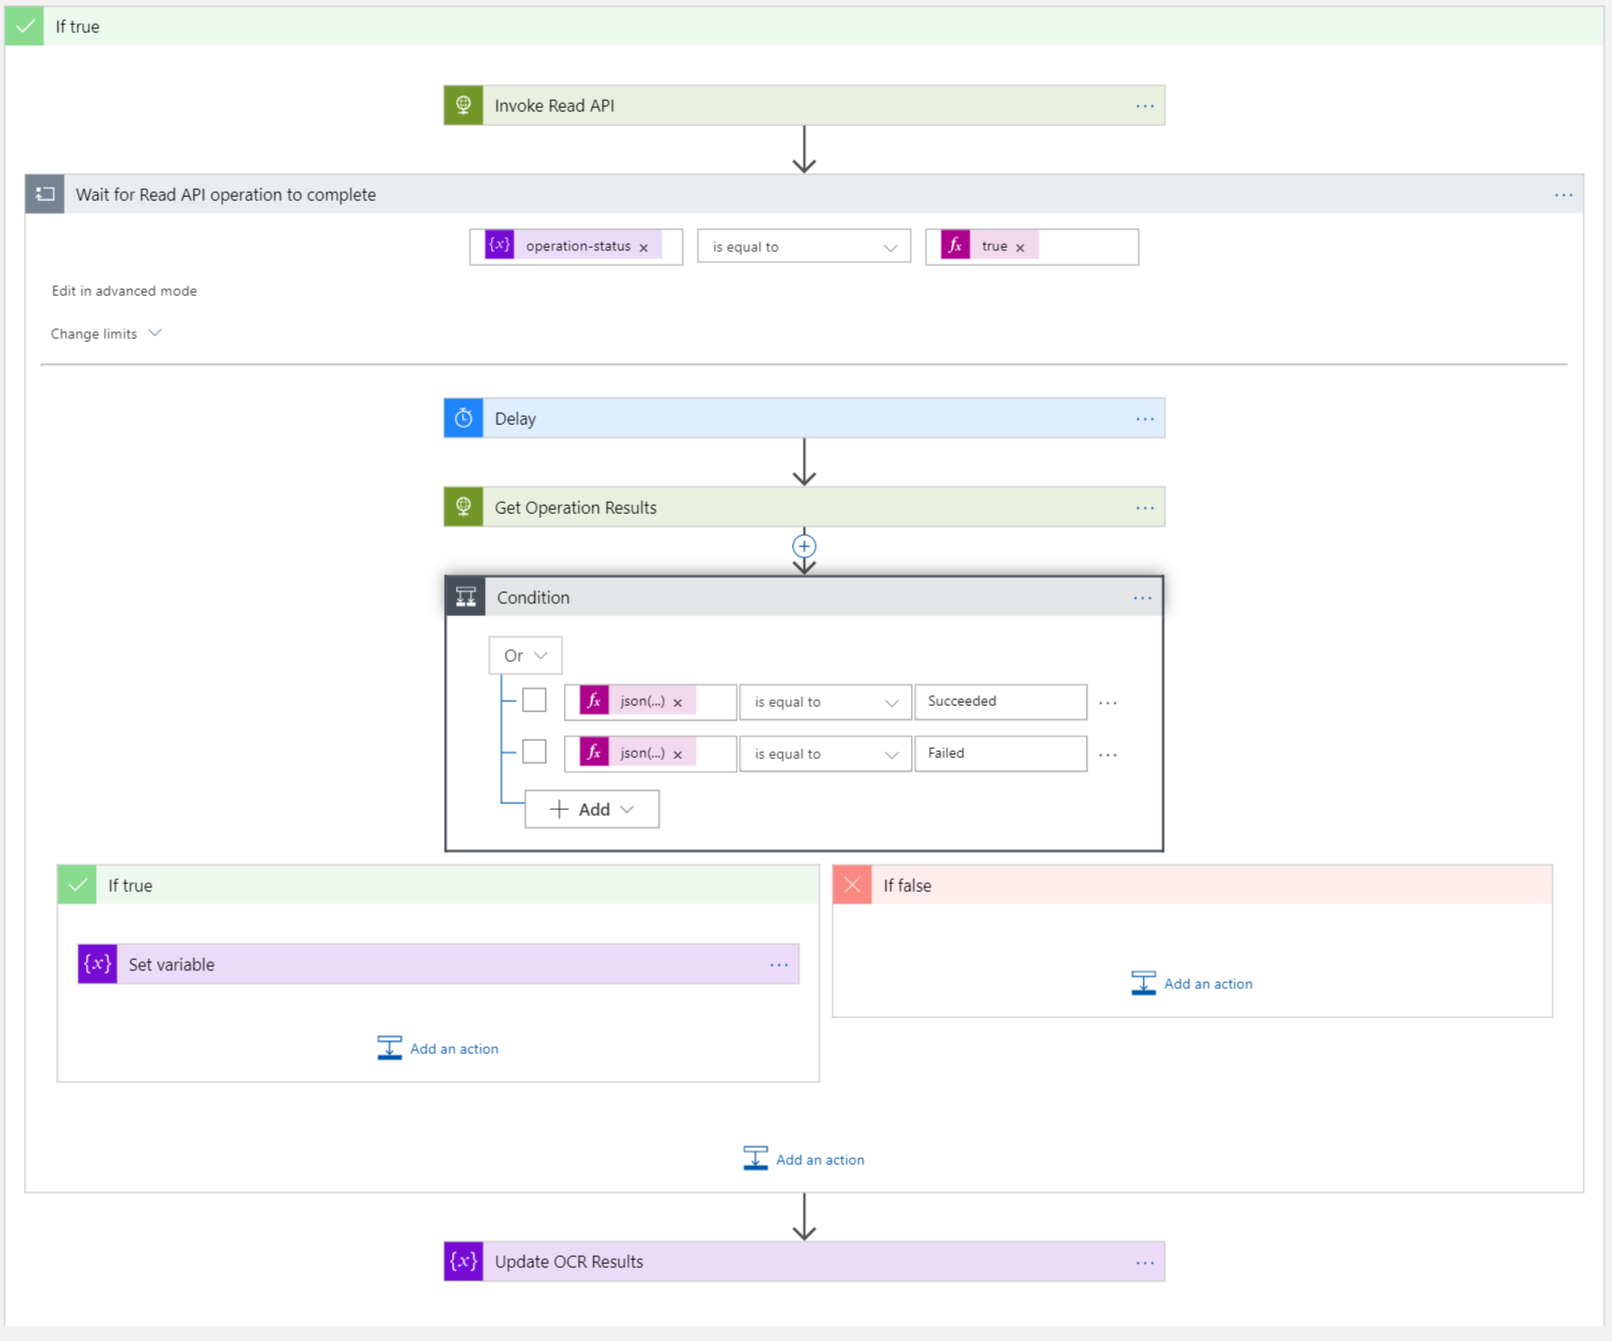 If true
Invoke Read API
Wait for Read API operation to complete
{x} operation-status × is equal to fx true ×
Edit in advanced mode
Change limits
Delay
Get Operation Results
Condition
Or
fx json(...) × is equal to Succeeded
fx json(...) × is equal to Failed
+ Add
If true
If false
{x} Set variable
Add an action
Add an action
Add an action
{x} Update OCR Results